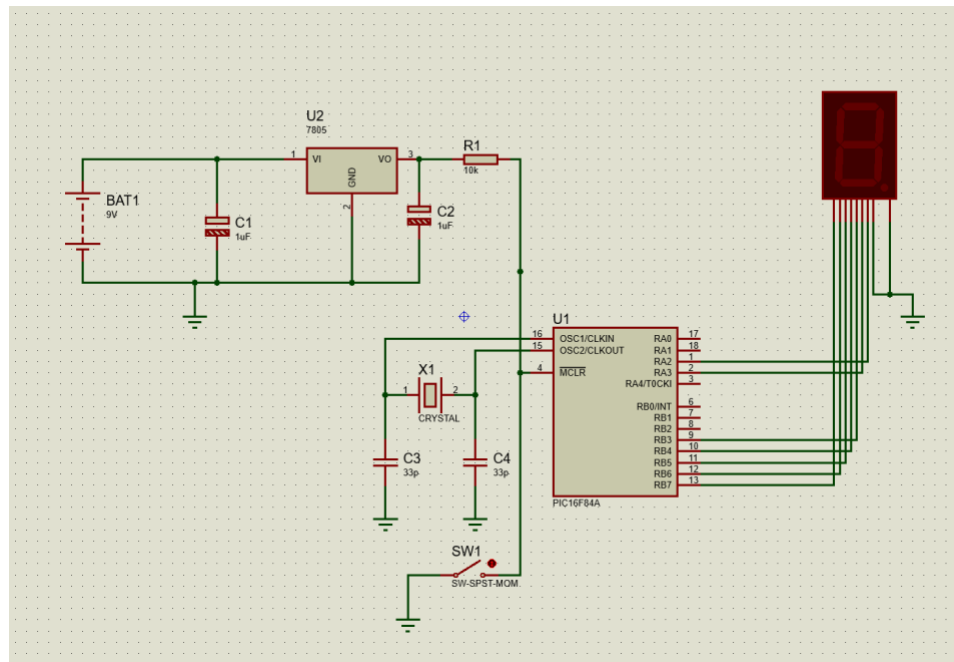 U2
7805
1
VI
VO
3
GND
2
R1
10k
BAT1
9V
C1
1uF
C2
1uF
U1
16
OSC1/CLKIN
RA0
17
15
OSC2/CLKOUT
RA1
18
RA2
1
4
MCLR
RA3
2
RA4/T0CKI
3
RB0/INT
6
RB1
7
RB2
8
RB3
9
RB4
10
RB5
11
RB6
12
RB7
13
PIC16F84A
X1
1
2
CRYSTAL
C3
33p
C4
33p
SW1
SW-SPST-MOM